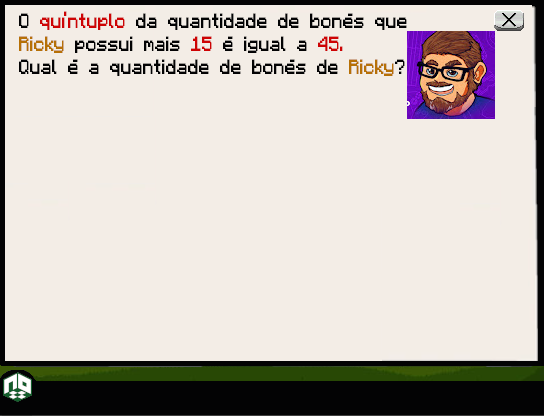 O quíntuplo da quantidade de bonés que
Ricky possui mais 15 é igual a 45.
Qual é a quantidade de bonés de Ricky?